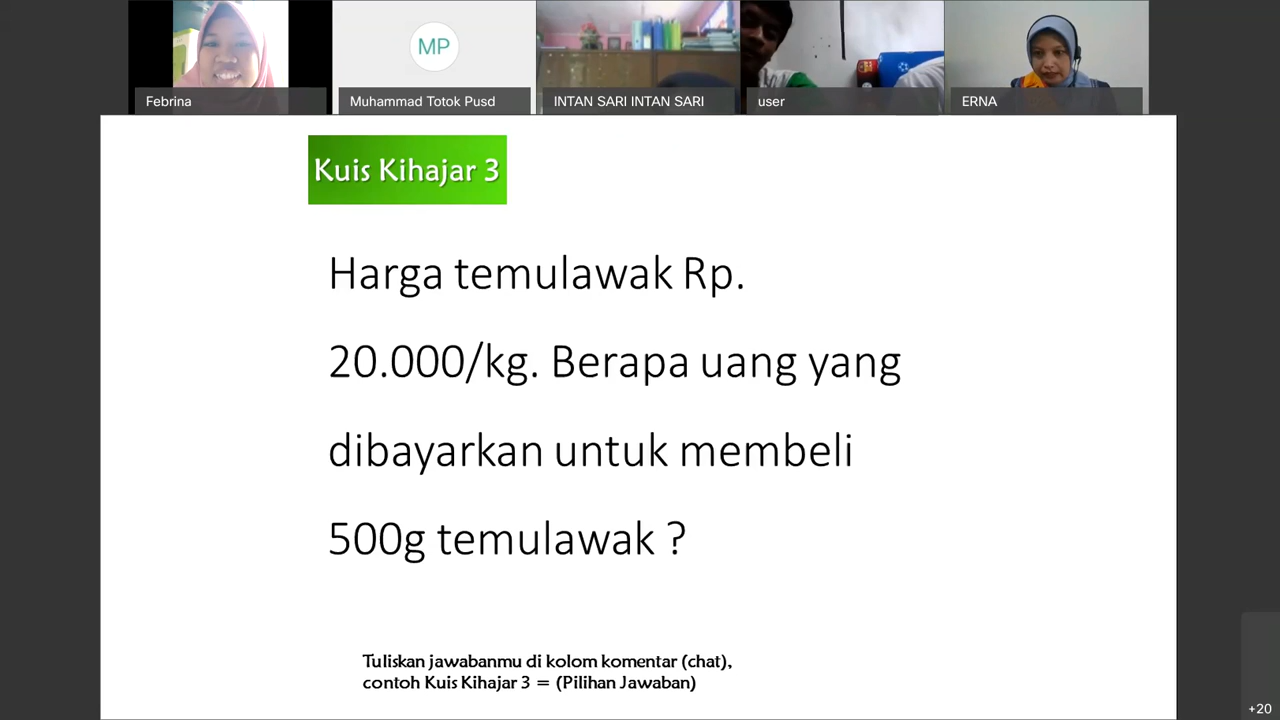 MP
Febrina
Muhammad Totok Pusd
INTAN SARI INTAN SARI
user
ERNA
Kuis Kihajar 3
Harga temulawak Rp.
20.000/kg. Berapa uang yang
dibayarkan untuk membeli
500g temulawak ?
Tuliskan jawabanmu di kolom komentar (chat),
contoh Kuis Kihajar 3 = (Pilihan Jawaban)
+20